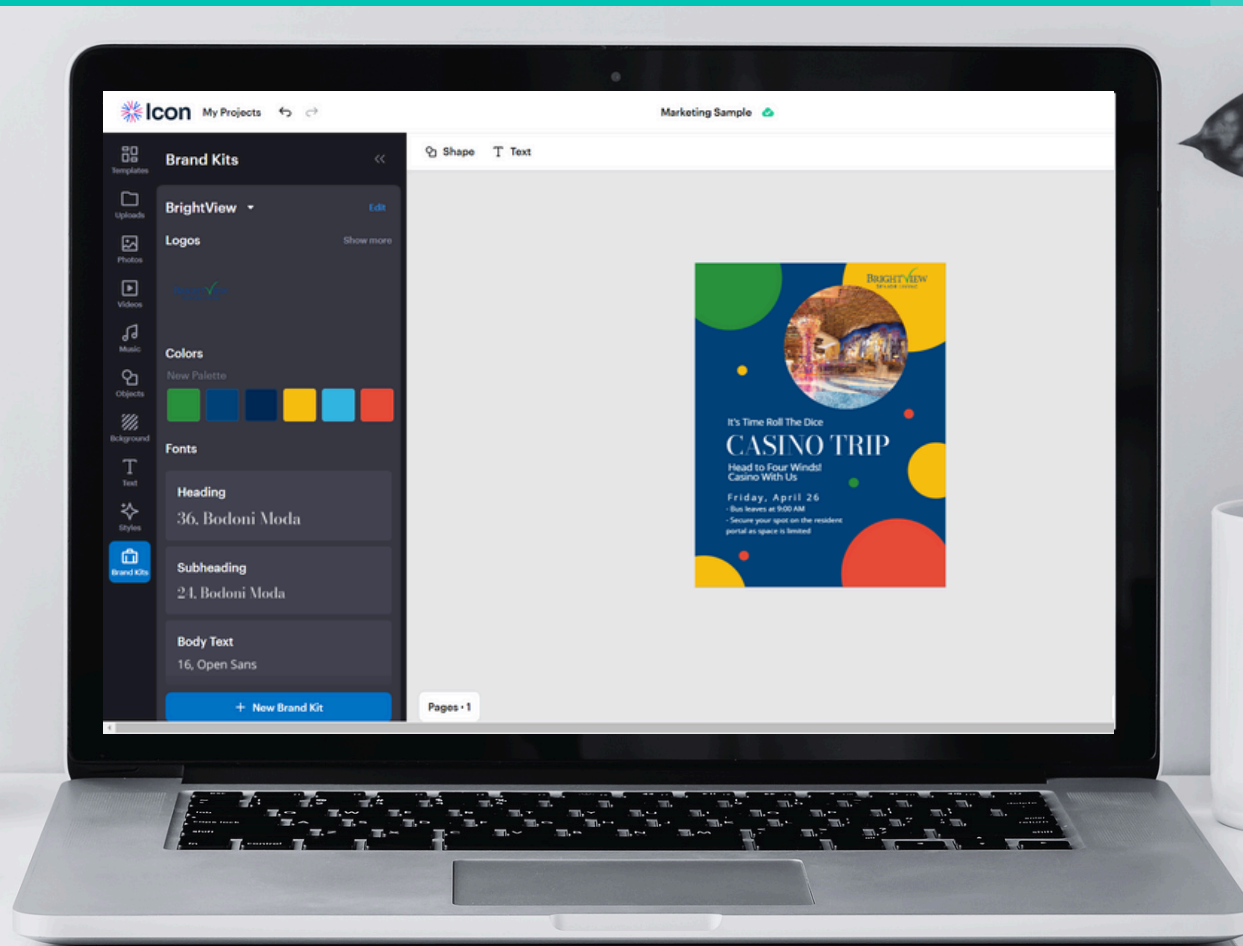 Icon My Projects
Marketing Sample
Templates
Uploads
Photos
Videos
Music
Objects
Bckground
Text
Styles
Brand Kits
Brand Kits
BrightView Edit
Logos Show more
Colors
New Palette
Fonts
Heading
36, Bodoni Moda
Subheading
24, Bodoni Moda
Body Text
16, Open Sans
+ New Brand Kit
Shape T Text
BRIGHTVIEW
It's Time Roll The Dice
CASINO TRIP
Head to Four Winds!
Casino With Us
Friday, April 26
- Bus leaves at 9:00 AM
- Secure your spot on the resident
portal as space is limited
Pages • 1